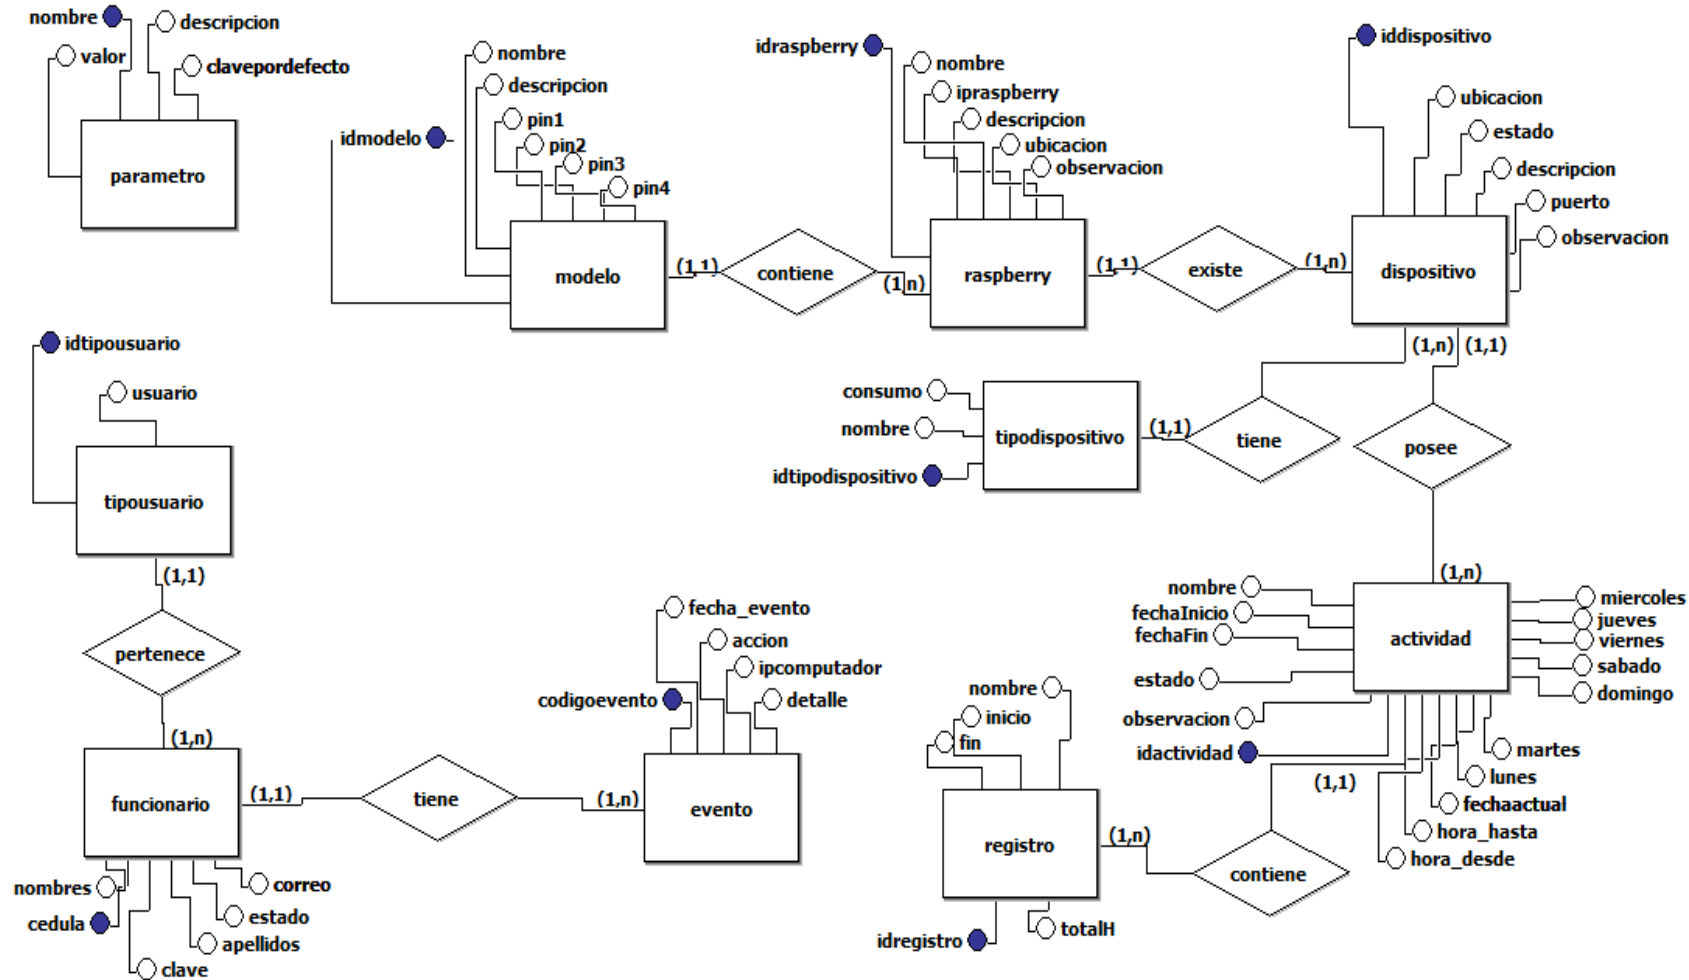 nombre
descripcion
valor
clavepordefecto
parametro
nombre
descripcion
pin1
idmodelo
pin2
pin3
pin4
modelo
(1,1)
contiene
(1,n)
idraspberry
nombre
ipraspberry
descripcion
ubicacion
observacion
raspberry
(1,1)
existe
(1,n)
iddispositivo
ubicacion
estado
descripcion
puerto
observacion
dispositivo
(1,n)
(1,1)
idtipousuario
usuario
tipousuario
(1,1)
pertenece
(1,n)
consumo
nombre
idtipodispositivo
tipodispositivo
(1,1)
tiene
posee
(1,n)
nombre
fechaInicio
fechaFin
estado
observacion
idactividad
actividad
miercoles
jueves
viernes
sabado
domingo
martes
lunes
fechaactual
hora_hasta
hora_desde
(1,1)
fecha_evento
accion
ipcomputador
codigoevento
detalle
funcionario
(1,1)
tiene
(1,n)
evento
nombres
cedula
clave
apellidos
estado
correo
nombre
inicio
fin
registro
(1,n)
contiene
idregistro
totalH